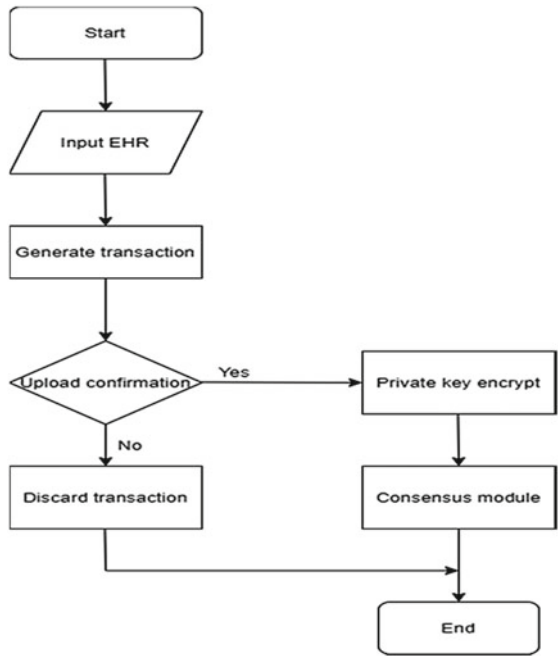 Start
Input EHR
Generate transaction
Upload confirmation
Yes
Private key encrypt
No
Discard transaction
Consensus module
End